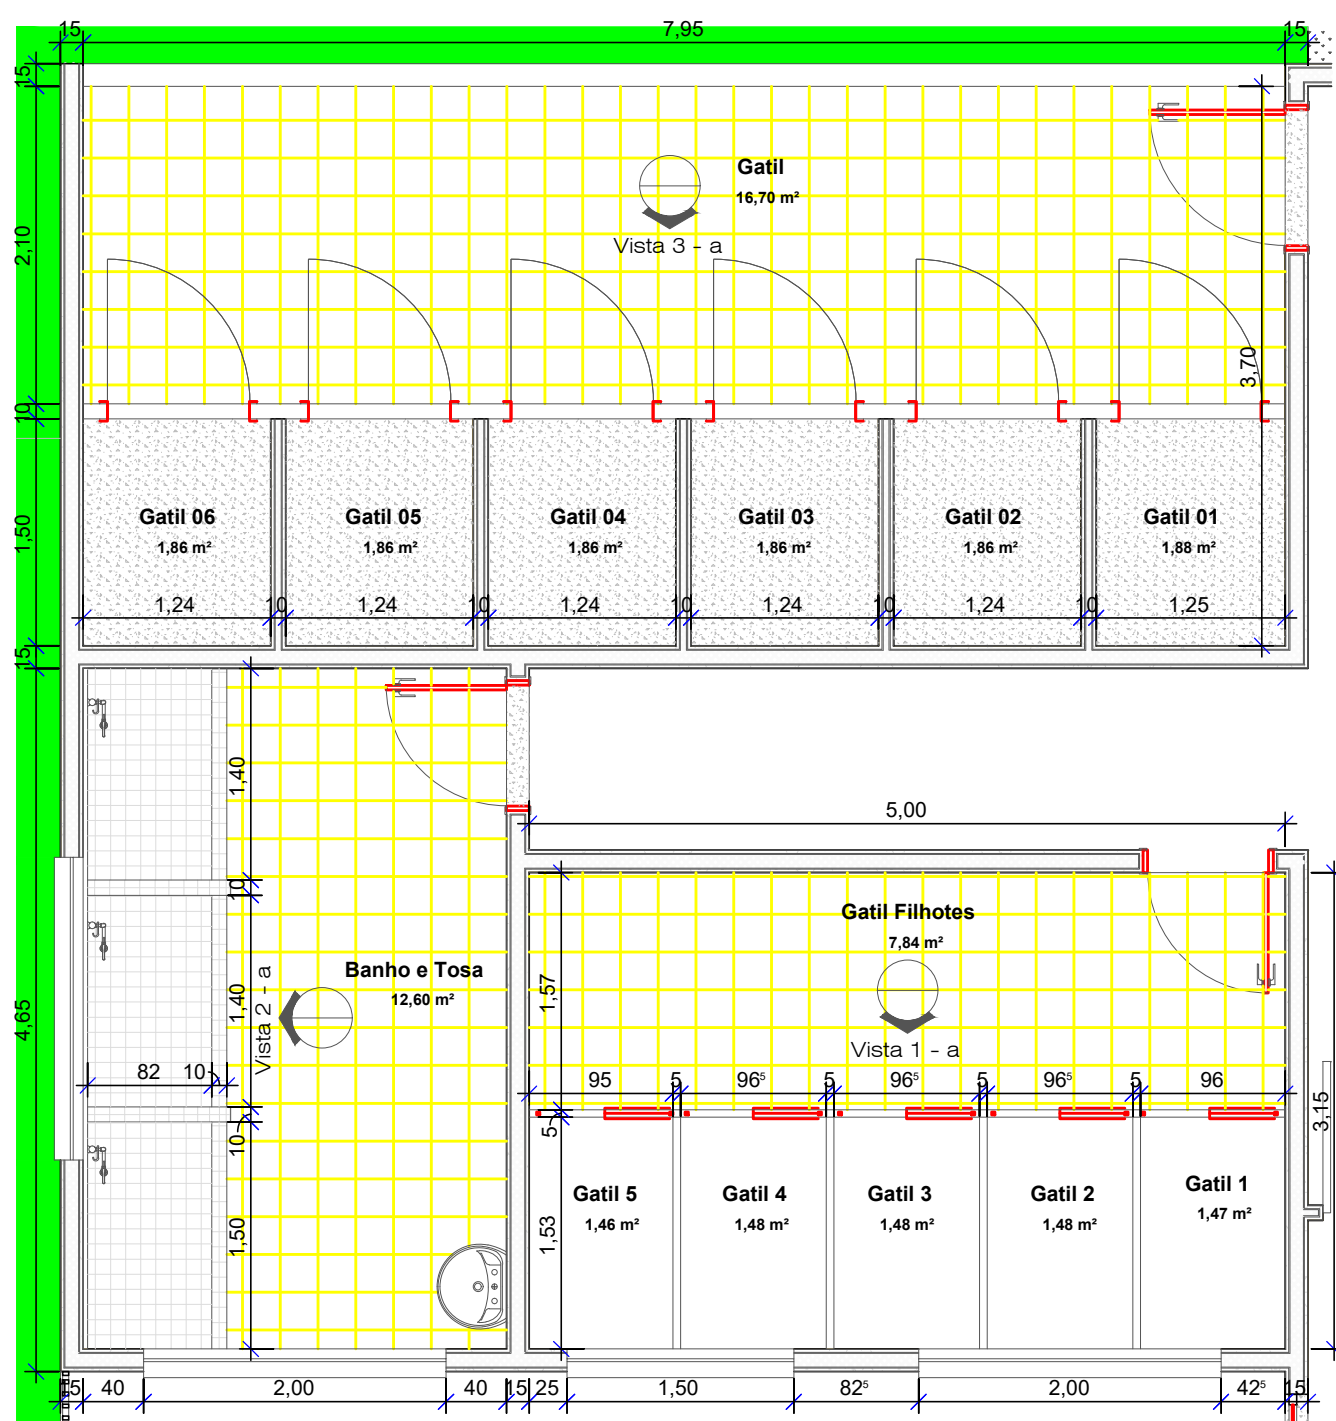 15 7,95 15
15
Gatil
16,70 m²
Vista 3 - a
2,10
3,70
10
Gatil 06 Gatil 05 Gatil 04 Gatil 03 Gatil 02 Gatil 01
1,86 m² 1,86 m² 1,86 m² 1,86 m² 1,86 m² 1,88 m²
1,50
1,24 10 1,24 10 1,24 10 1,24 10 1,24 10 1,25
15
1,40
5,00
10
Gatil Filhotes
7,84 m²
Banho e Tosa
12,60 m²
1,40
Vista 2 - a
1,57
4,65
Vista 1 - a
82 10
95 5 96⁵ 5 96⁵ 5 96⁵ 5 96
3,15
10
5
Gatil 5 Gatil 4 Gatil 3 Gatil 2 Gatil 1
1,46 m² 1,48 m² 1,48 m² 1,48 m² 1,47 m²
1,50
1,53
15 40 2,00 40 15 25 1,50 82⁵ 2,00 42⁵ 15